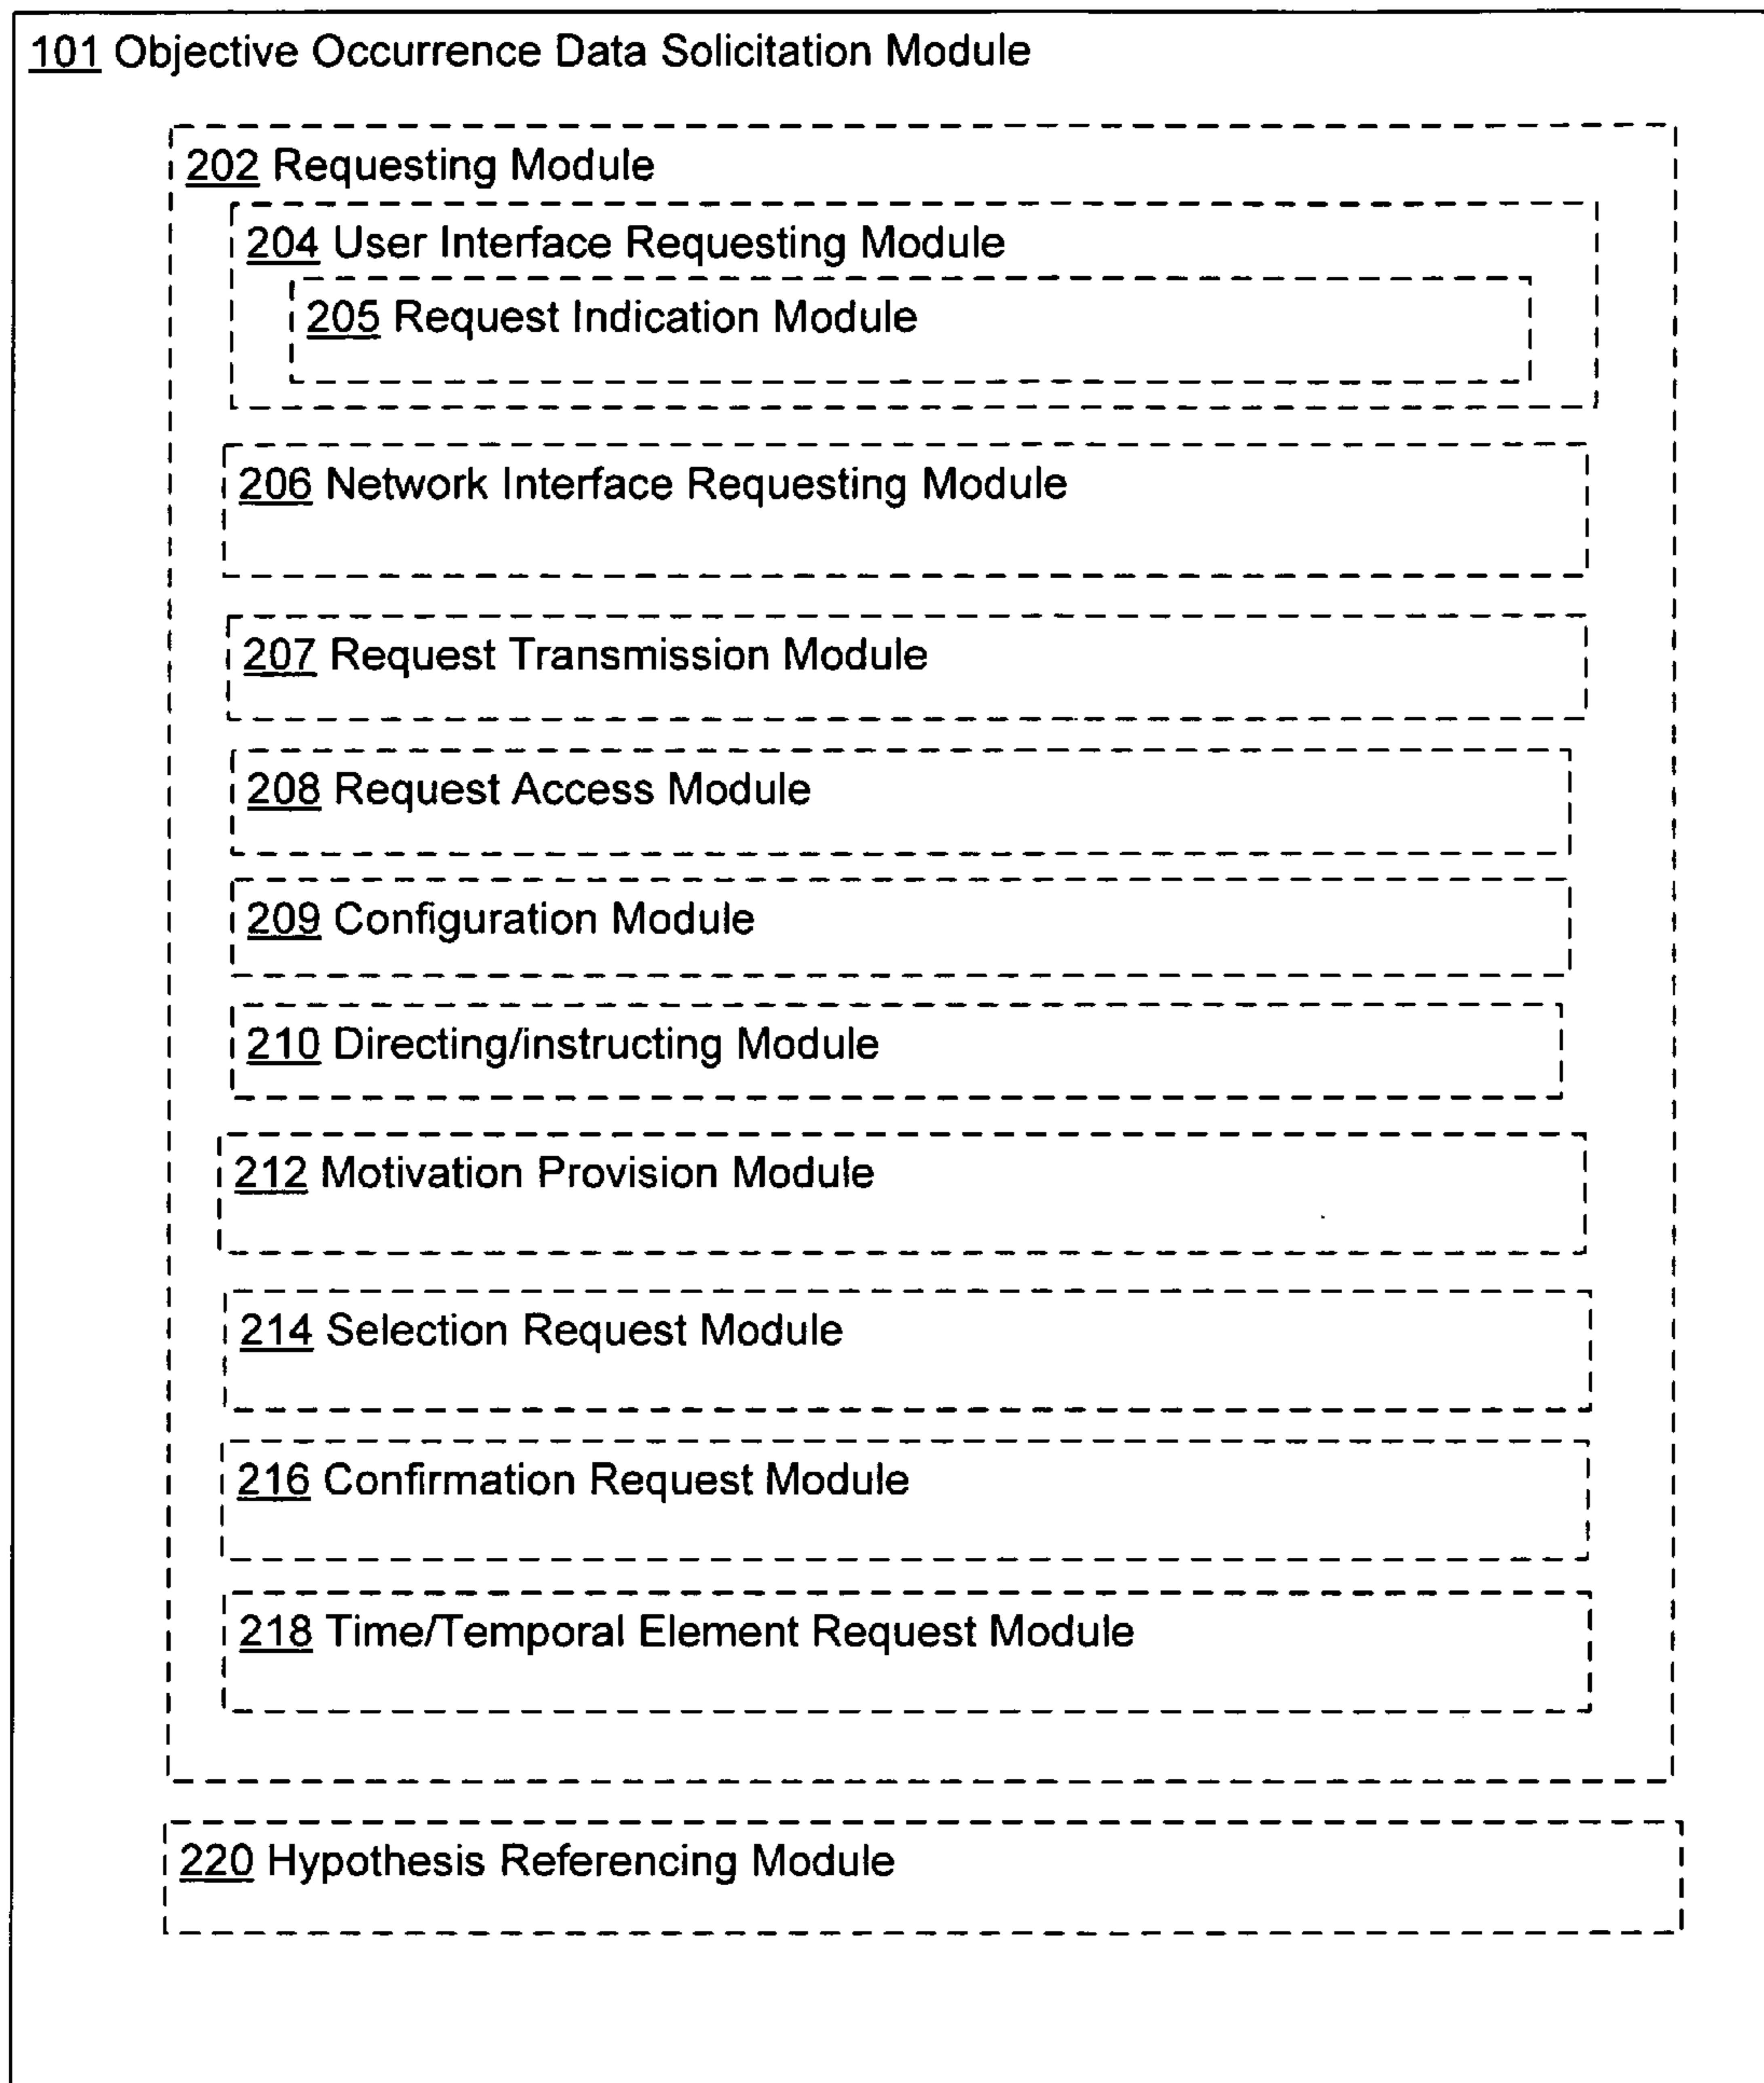 101 Objective Occurrence Data Solicitation Module
202 Requesting Module
204 User Interface Requesting Module
205 Request Indication Module
206 Network Interface Requesting Module
207 Request Transmission Module
208 Request Access Module
209 Configuration Module
210 Directing/instructing Module
212 Motivation Provision Module
214 Selection Request Module
216 Confirmation Request Module
218 Time/Temporal Element Request Module
220 Hypothesis Referencing Module